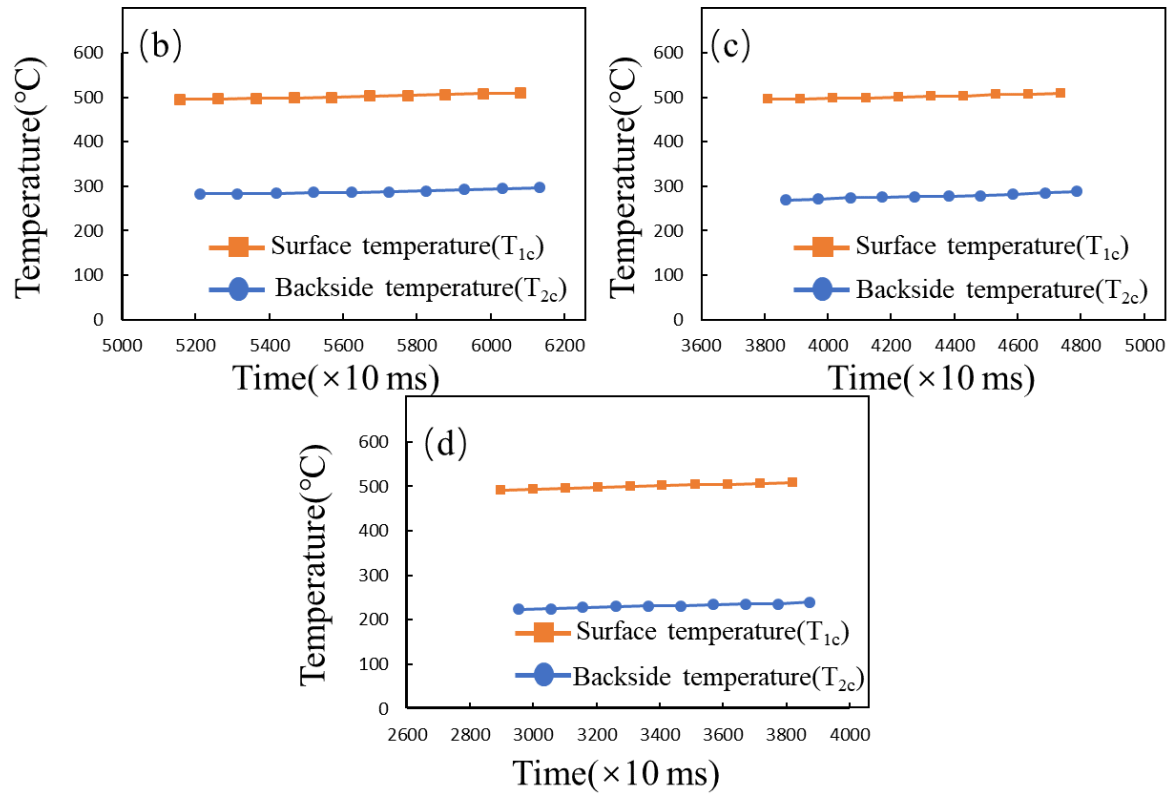 (b)
Temperature(°C)
600
500
400
300
200
100
0
Surface temperature(T1c)
Backside temperature(T2c)
5000 5200 5400 5600 5800 6000 6200
Time(×10 ms)
(c)
Temperature(°C)
600
500
400
300
200
100
0
Surface temperature(T1c)
Backside temperature(T2c)
3600 3800 4000 4200 4400 4600 4800 5000
Time(×10 ms)
(d)
Temperature(°C)
600
500
400
300
200
100
0
Surface temperature(T1c)
Backside temperature(T2c)
2600 2800 3000 3200 3400 3600 3800 4000
Time(×10 ms)